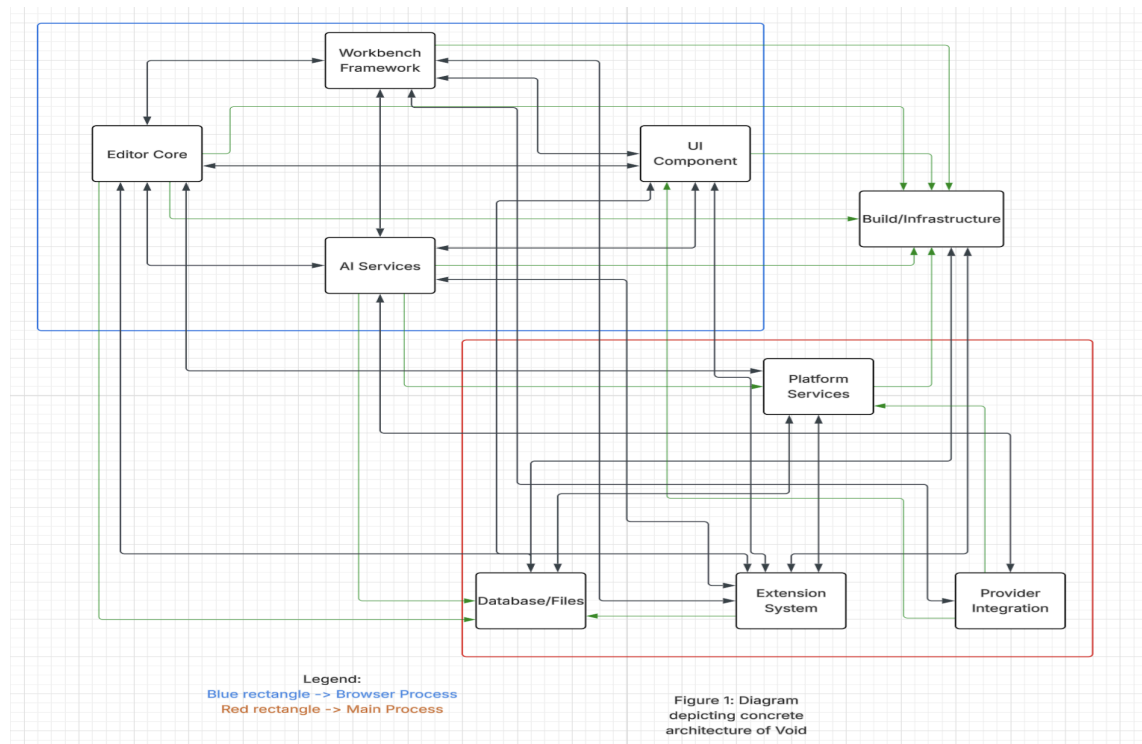 Workbench
Framework
Editor Core
UI
Component
Build/Infrastructure
AI Services
Platform
Services
Database/Files
Extension
System
Provider
Integration
Legend:
Blue rectangle -> Browser Process
Red rectangle -> Main Process
Figure 1: Diagram
depicting concrete
architecture of Void